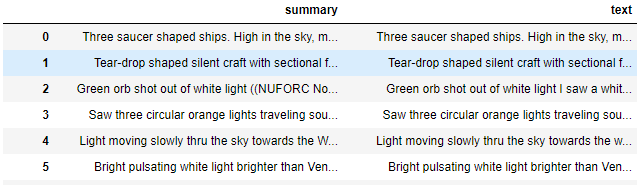 summary text
0 Three saucer shaped ships. High in the sky, m... Three saucer shaped ships. High in the sky, m...
1 Tear-drop shaped silent craft with sectional f... Tear-drop shaped silent craft with sectional f...
2 Green orb shot out of white light ((NUFORC No... Green orb shot out of white light I saw a whit...
3 Saw three circular orange lights traveling sou... Saw three circular orange lights traveling sou...
4 Light moving slowly thru the sky towards the W... Light moving slowly thru the sky towards the w...
5 Bright pulsating white light brighter than Ven... Bright pulsating white light brighter than Ven...